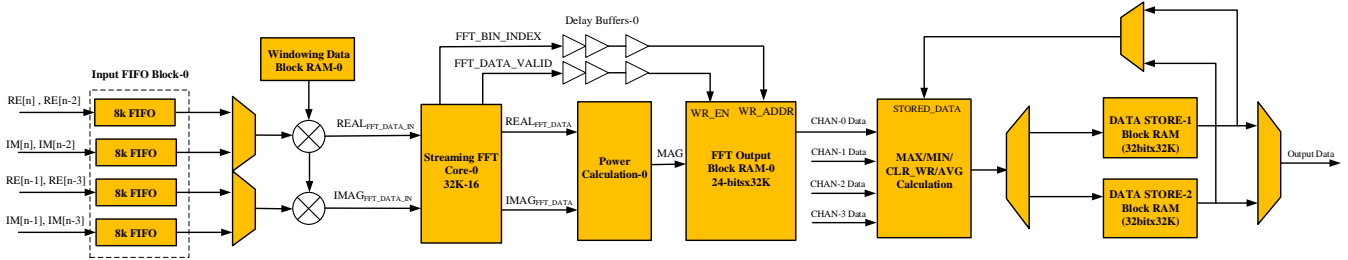 Input FIFO Block-0
RE[n] , RE[n-2]
8k FIFO
IM[n], IM[n-2]
8k FIFO
RE[n-1], RE[n-3]
8k FIFO
IM[n-1], IM[n-3]
8k FIFO
Windowing Data
Block RAM-0
REAL_FFT_DATA_IN
IMAG_FFT_DATA_IN
FFT_BIN_INDEX
FFT_DATA_VALID
Delay Buffers-0
Streaming FFT
Core-0
32K-16
REAL_FFT_DATA
IMAG_FFT_DATA
Power
Calculation-0
MAG
WR_EN
WR_ADDR
FFT Output
Block RAM-0
24-bitsx32K
CHAN-0 Data
CHAN-1 Data
CHAN-2 Data
CHAN-3 Data
STORED_DATA
MAX/MIN/
CLR_WR/AVG
Calculation
DATA STORE-1
Block RAM
(32bitx32K)
DATA STORE-2
Block RAM
(32bitx32K)
Output Data